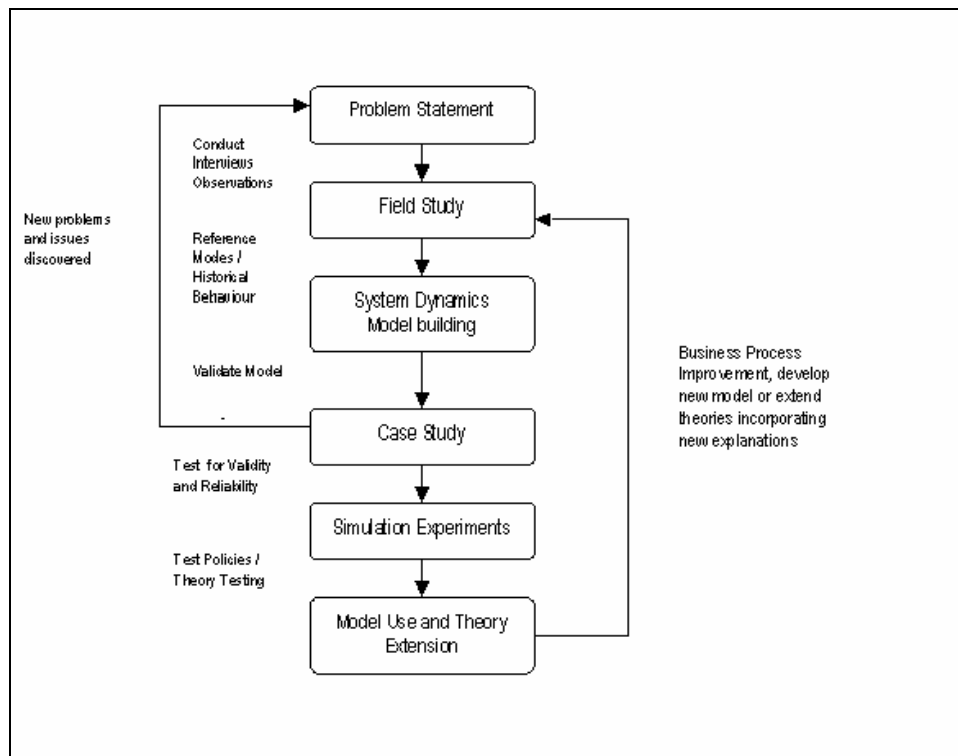 Problem Statement
Conduct
Interviews
Observations
Field Study
New problems
and issues
discovered
Reference
Modes /
Historical
Behaviour
System Dynamics
Model building
Business Process
Improvement, develop
new model or extend
theories incorporating
new explanations
Validate Model
-
Case Study
Test for Validity
and Reliability
Simulation Experiments
Test Policies /
Theory Testing
Model Use and Theory
Extension